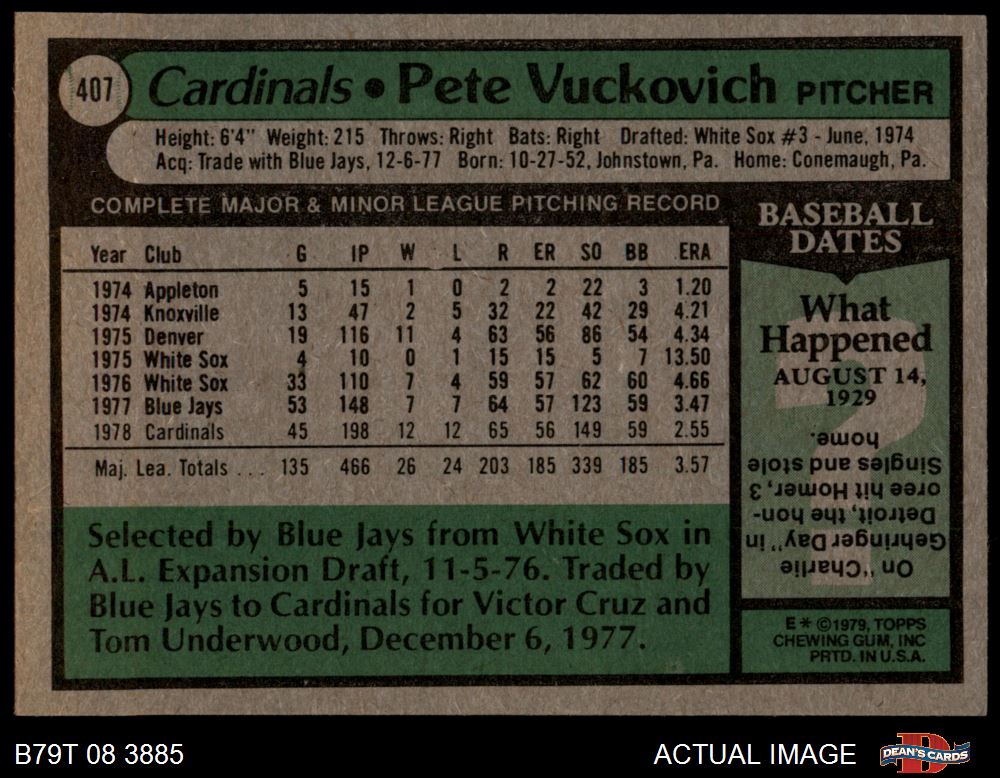 407 Cardinals • Pete Vuckovich PITCHER
Height: 6'4" Weight: 215 Throws: Right Bats: Right Drafted: White Sox #3 - June, 1974
Acq: Trade with Blue Jays, 12-6-77 Born: 10-27-52, Johnstown, Pa. Home: Conemaugh, Pa.
COMPLETE MAJOR & MINOR LEAGUE PITCHING RECORD
Year Club G IP W L R ER SO BB ERA
1974 Appleton 5 15 1 0 2 2 22 3 1.20
1974 Knoxville 13 47 2 5 32 22 42 29 4.21
1975 Denver 19 116 11 4 63 56 86 54 4.34
1975 White Sox 4 10 0 1 15 15 5 7 13.50
1976 White Sox 33 110 7 4 59 57 62 60 4.66
1977 Blue Jays 53 148 7 7 64 57 123 59 3.47
1978 Cardinals 45 198 12 12 65 56 149 59 2.55
Maj. Lea. Totals ... 135 466 26 24 203 185 339 185 3.57
Selected by Blue Jays from White Sox in
A.L. Expansion Draft, 11-5-76. Traded by
Blue Jays to Cardinals for Victor Cruz and
Tom Underwood, December 6, 1977.
BASEBALL
DATES
What
Happened
AUGUST 14,
1929
On "Charlie
Gehringer Day" in
Detroit, the hon-
oree hit Homer, 3
Singles and stole
home.
E * ©1979, TOPPS
CHEWING GUM, INC
PRTD. IN U.S.A.
B79T 08 3885
ACTUAL IMAGE
DEAN'S CARDS